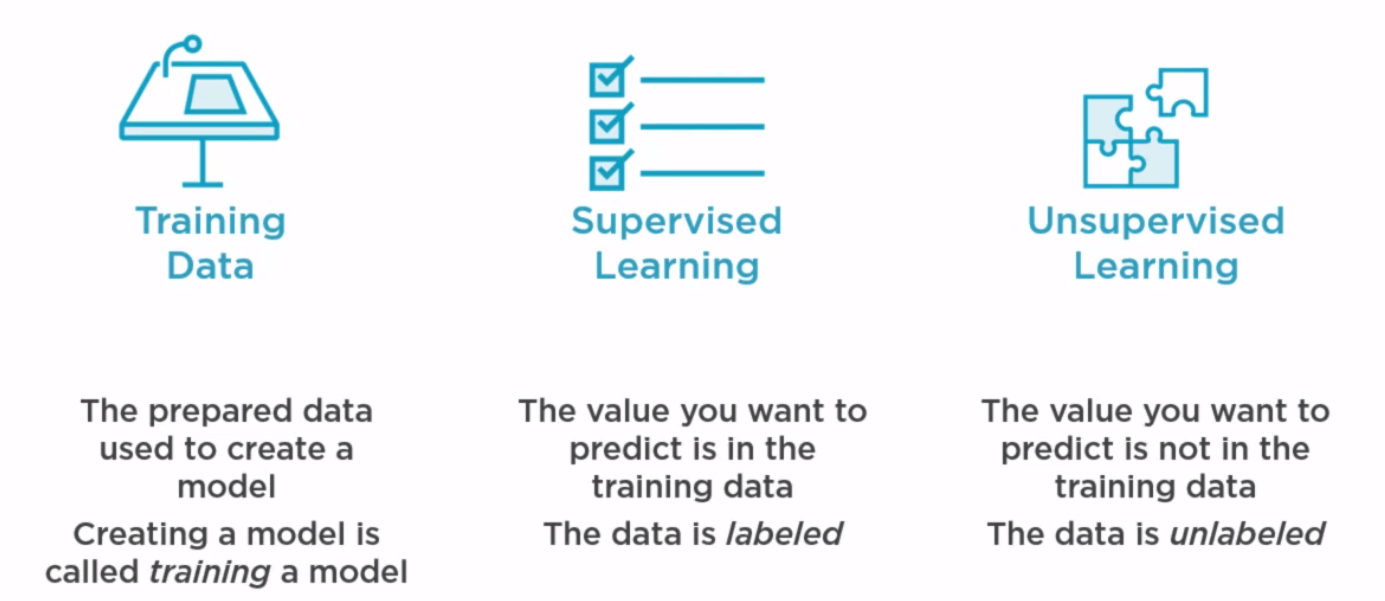 Training
Data
The prepared data
used to create a
model
Creating a model is
called training a model
Supervised
Learning
The value you want to
predict is in the
training data
The data is labeled
Unsupervised
Learning
The value you want to
predict is not in the
training data
The data is unlabeled